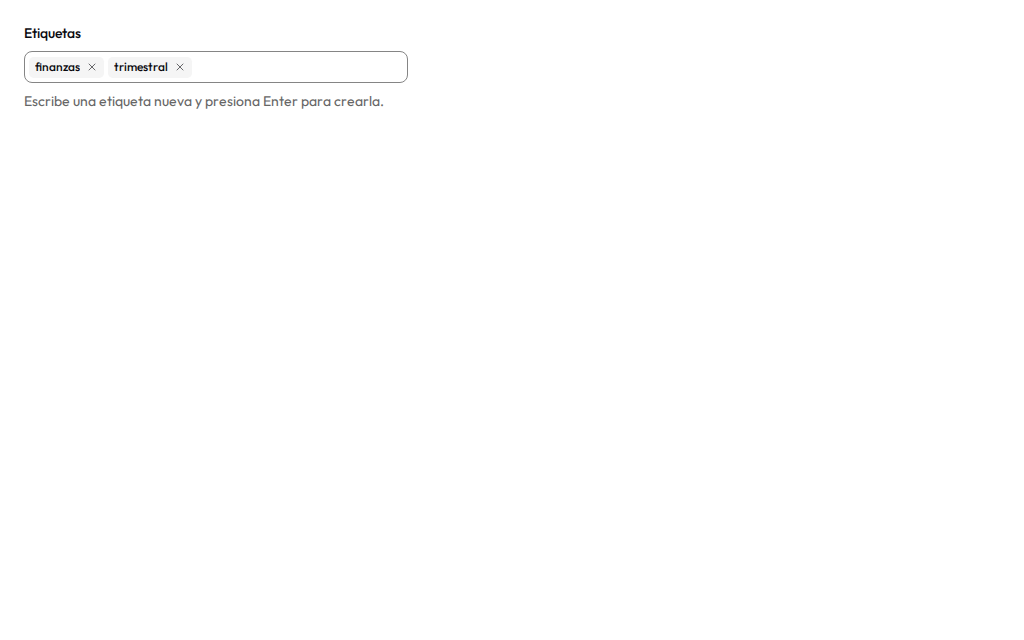 Etiquetas
finanzas trimestral
Escribe una etiqueta nueva y presiona Enter para crearla.